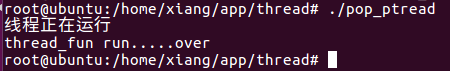 root@ubuntu:/home/xiang/app/thread# ./pop_ptread
线程正在运行
thread_fun run.....over
root@ubuntu:/home/xiang/app/thread#